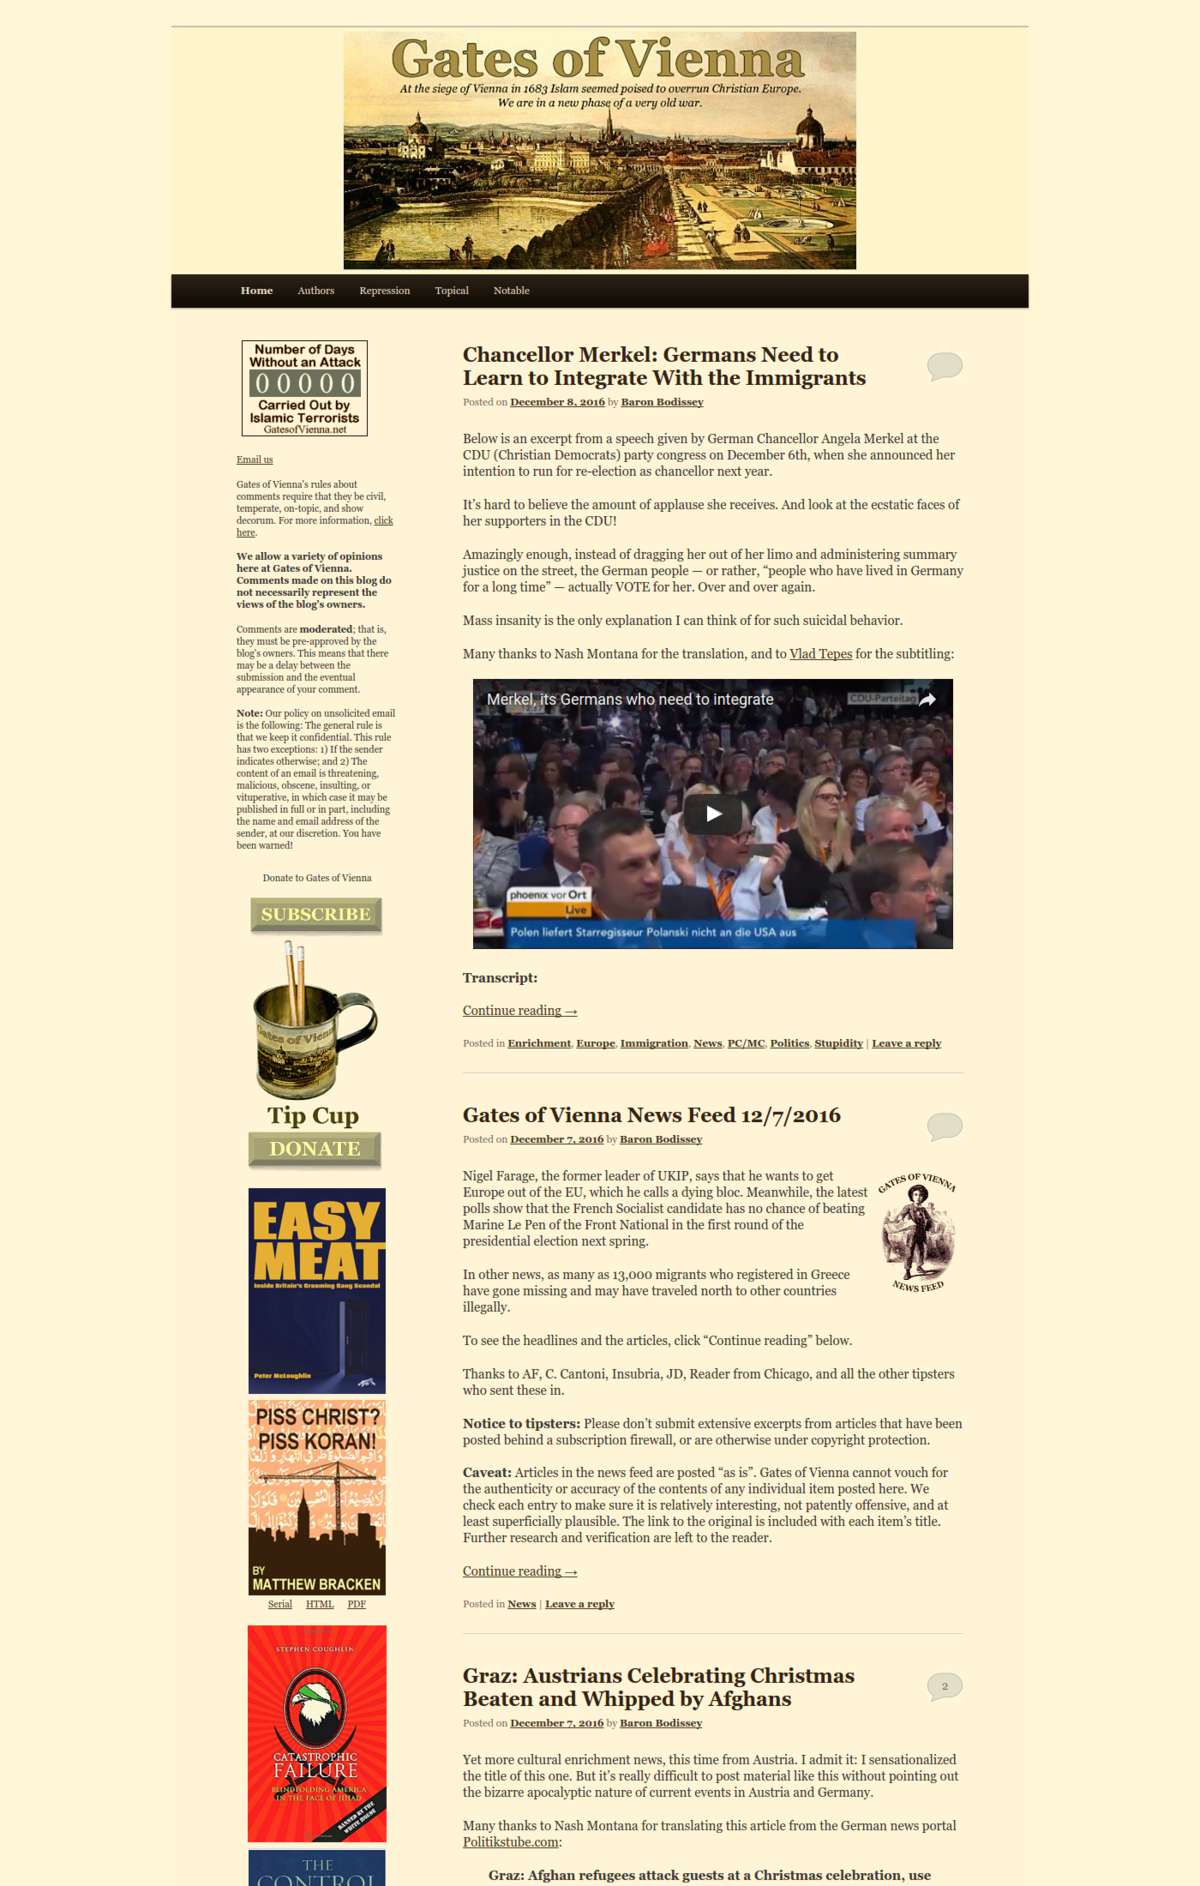 Gates of Vienna
At the siege of Vienna in 1683 Islam seemed poised to overrun Christian Europe.
We are in a new phase of a very old war.
Home
Authors
Repression
Topical
Notable
Number of Days
Without an Attack
00000
Carried Out by
Islamic Terrorists
GatesofVienna.net
Email us
Gates of Vienna's rules about
comments require that they be civil,
temperate, on-topic, and show
decorum. For more information, click
here.
We allow a variety of opinions
here at Gates of Vienna.
Comments made on this blog do
not necessarily represent the
views of the blog's owners.
Comments are moderated; that is,
they must be pre-approved by the
blog's owners. This means that there
may be a delay between the
submission and the eventual
appearance of your comment.
Note: Our policy on unsolicited email
is the following: The general rule is
that we keep it confidential. This rule
has two exceptions: 1) If the sender
indicates otherwise; and 2) The
content of an email is threatening,
malicious, obscene, insulting, or
vituperative, in which case it may be
published in full or in part, including
the name and email address of the
sender, at our discretion. You have
been warned!
Donate to Gates of Vienna
SUBSCRIBE
Gates of Vienna
Tip Cup
DONATE
EASY
MEAT
Inside Britain's Grooming Gang Scandal
Peter McLoughlin
PISS CHRIST?
PISS KORAN!
BY
MATTHEW BRACKEN
Serial HTML PDF
STEPHEN COUGHLIN
CATASTROPHIC
FAILURE
BLINDFOLDING AMERICA
IN THE FACE OF JIHAD
BANNED BY THE
WHITE HOUSE
THE
CONTROL
Chancellor Merkel: Germans Need to
Learn to Integrate With the Immigrants
Posted on December 8, 2016 by Baron Bodissey
Below is an excerpt from a speech given by German Chancellor Angela Merkel at the
CDU (Christian Democrats) party congress on December 6th, when she announced her
intention to run for re-election as chancellor next year.
It's hard to believe the amount of applause she receives. And look at the ecstatic faces of
her supporters in the CDU!
Amazingly enough, instead of dragging her out of her limo and administering summary
justice on the street, the German people — or rather, “people who have lived in Germany
for a long time” — actually VOTE for her. Over and over again.
Mass insanity is the only explanation I can think of for such suicidal behavior.
Many thanks to Nash Montana for the translation, and to Vlad Tepes for the subtitling:
Merkel, its Germans who need to integrate
CDU-Parteitag
phoenix vor Ort
Live
Polen liefert Starregisseur Polanski nicht an die USA aus
Transcript:
Continue reading →
Posted in Enrichment, Europe, Immigration, News, PC/MC, Politics, Stupidity | Leave a reply
Gates of Vienna News Feed 12/7/2016
Posted on December 7, 2016 by Baron Bodissey
Nigel Farage, the former leader of UKIP, says that he wants to get
Europe out of the EU, which he calls a dying bloc. Meanwhile, the latest
polls show that the French Socialist candidate has no chance of beating
Marine Le Pen of the Front National in the first round of the
presidential election next spring.
GATES OF VIENNA
NEWS FEED
In other news, as many as 13,000 migrants who registered in Greece
have gone missing and may have traveled north to other countries
illegally.
To see the headlines and the articles, click “Continue reading” below.
Thanks to AF, C. Cantoni, Insubria, JD, Reader from Chicago, and all the other tipsters
who sent these in.
Notice to tipsters: Please don't submit extensive excerpts from articles that have been
posted behind a subscription firewall, or are otherwise under copyright protection.
Caveat: Articles in the news feed are posted “as is”. Gates of Vienna cannot vouch for
the authenticity or accuracy of the contents of any individual item posted here. We
check each entry to make sure it is relatively interesting, not patently offensive, and at
least superficially plausible. The link to the original is included with each item's title.
Further research and verification are left to the reader.
Continue reading →
Posted in News | Leave a reply
Graz: Austrians Celebrating Christmas
Beaten and Whipped by Afghans
2
Posted on December 7, 2016 by Baron Bodissey
Yet more cultural enrichment news, this time from Austria. I admit it: I sensationalized
the title of this one. But it's really difficult to post material like this without pointing out
the bizarre apocalyptic nature of current events in Austria and Germany.
Many thanks to Nash Montana for translating this article from the German news portal
Politikstube.com:
Graz: Afghan refugees attack guests at a Christmas celebration, use